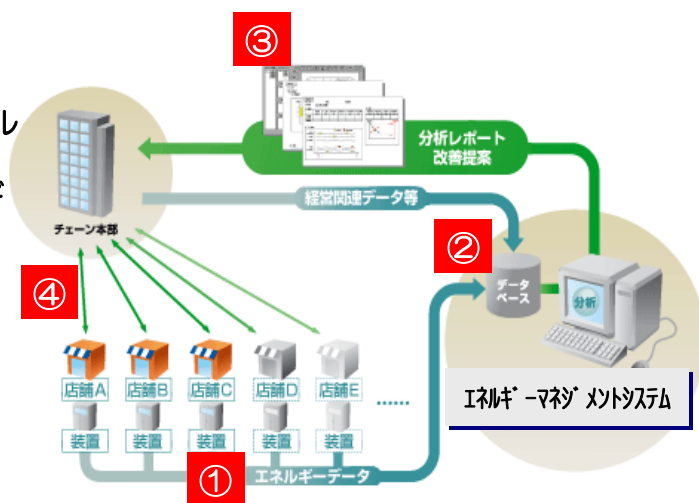 ③
ル
分析レポート
改善提案
経営関連データ等
チェーン本部
②
④
データ
ベース
分析
店舗A
店舗B
店舗C
店舗D
店舗E
……
エネルギーマネジメントシステム
装置
装置
装置
装置
装置
①
エネルギーデータ